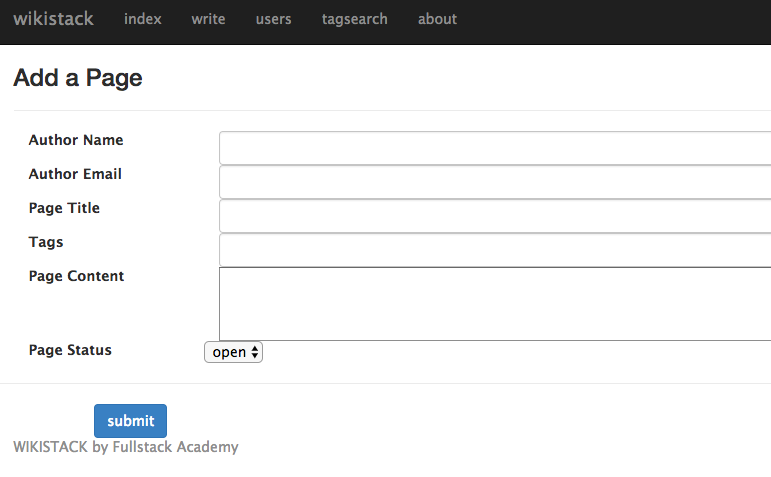 wikistack index write users tagsearch about
Add a Page
Author Name
Author Email
Page Title
Tags
Page Content
Page Status open
submit
WIKISTACK by Fullstack Academy